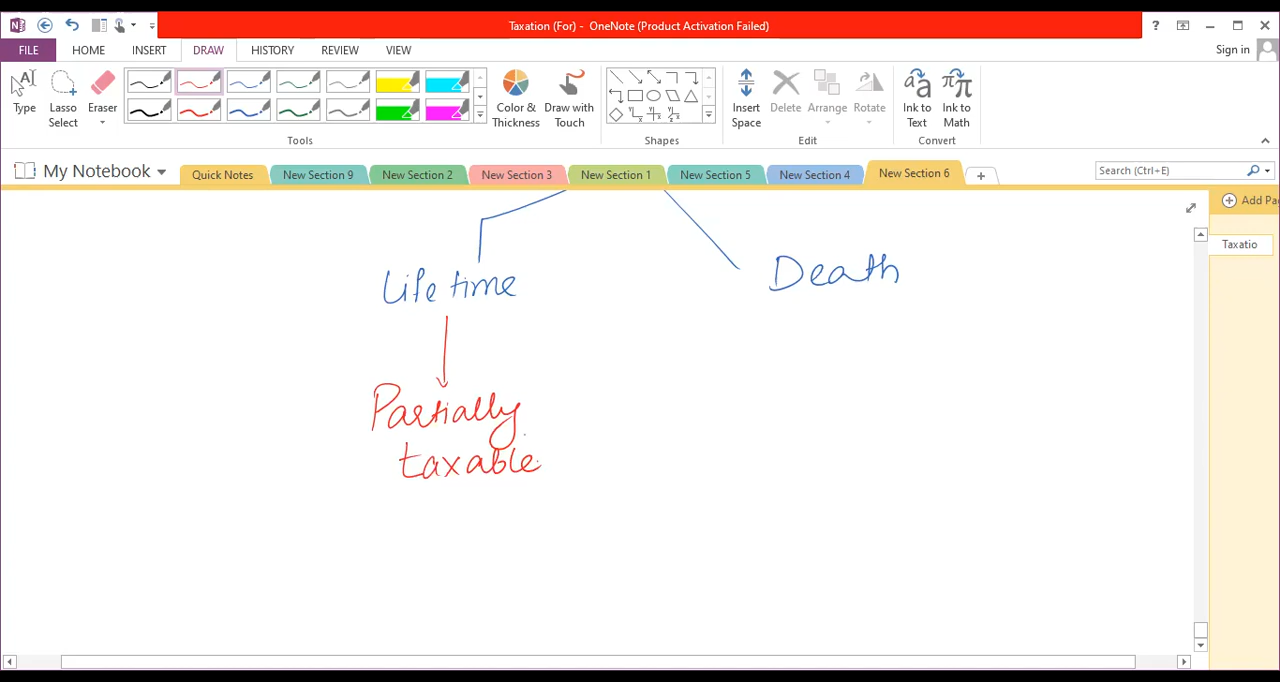 Taxation (For) - OneNote (Product Activation Failed)
?
Sign in
FILE HOME INSERT DRAW HISTORY REVIEW VIEW
Type
Lasso Select
Eraser
Color & Thickness
Draw with Touch
Insert Space
Delete
Arrange
Rotate
Ink to Text
Ink to Math
Tools
Shapes
Edit
Convert
My Notebook
Quick Notes
New Section 9
New Section 2
New Section 3
New Section 1
New Section 5
New Section 4
New Section 6
Search (Ctrl+E)
Add Pa
Taxatio
Life time
Death
Partially
taxable